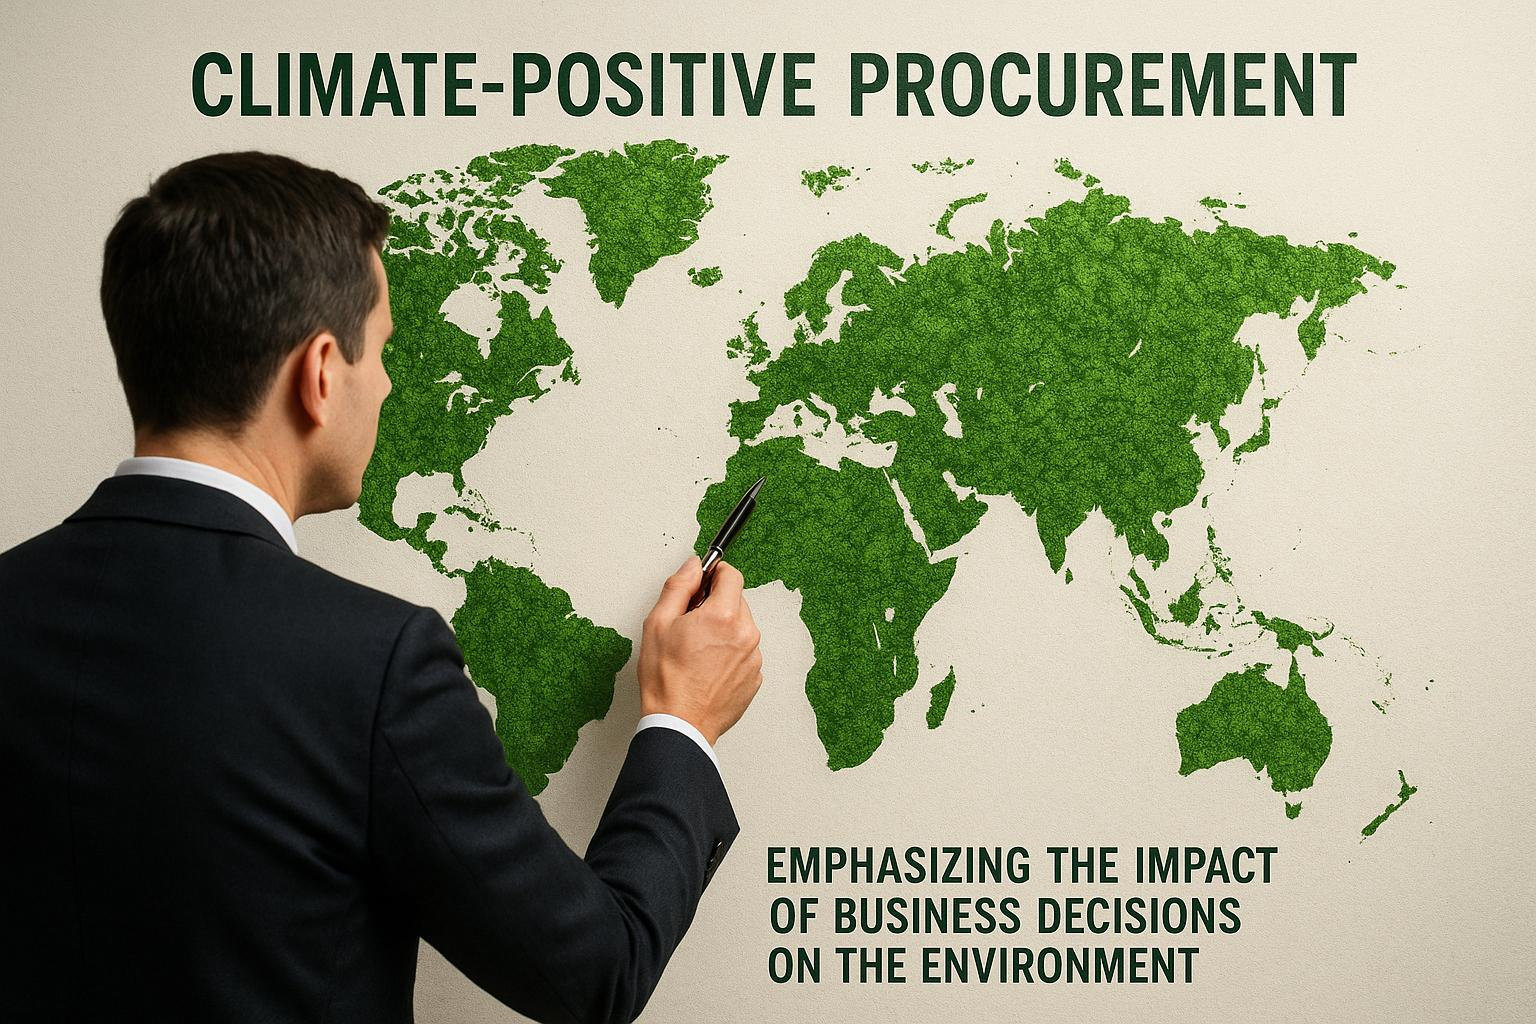 CLIMATE-POSITIVE PROCUREMENT
EMPHASIZING THE IMPACT
OF BUSINESS DECISIONS
ON THE ENVIRONMENT